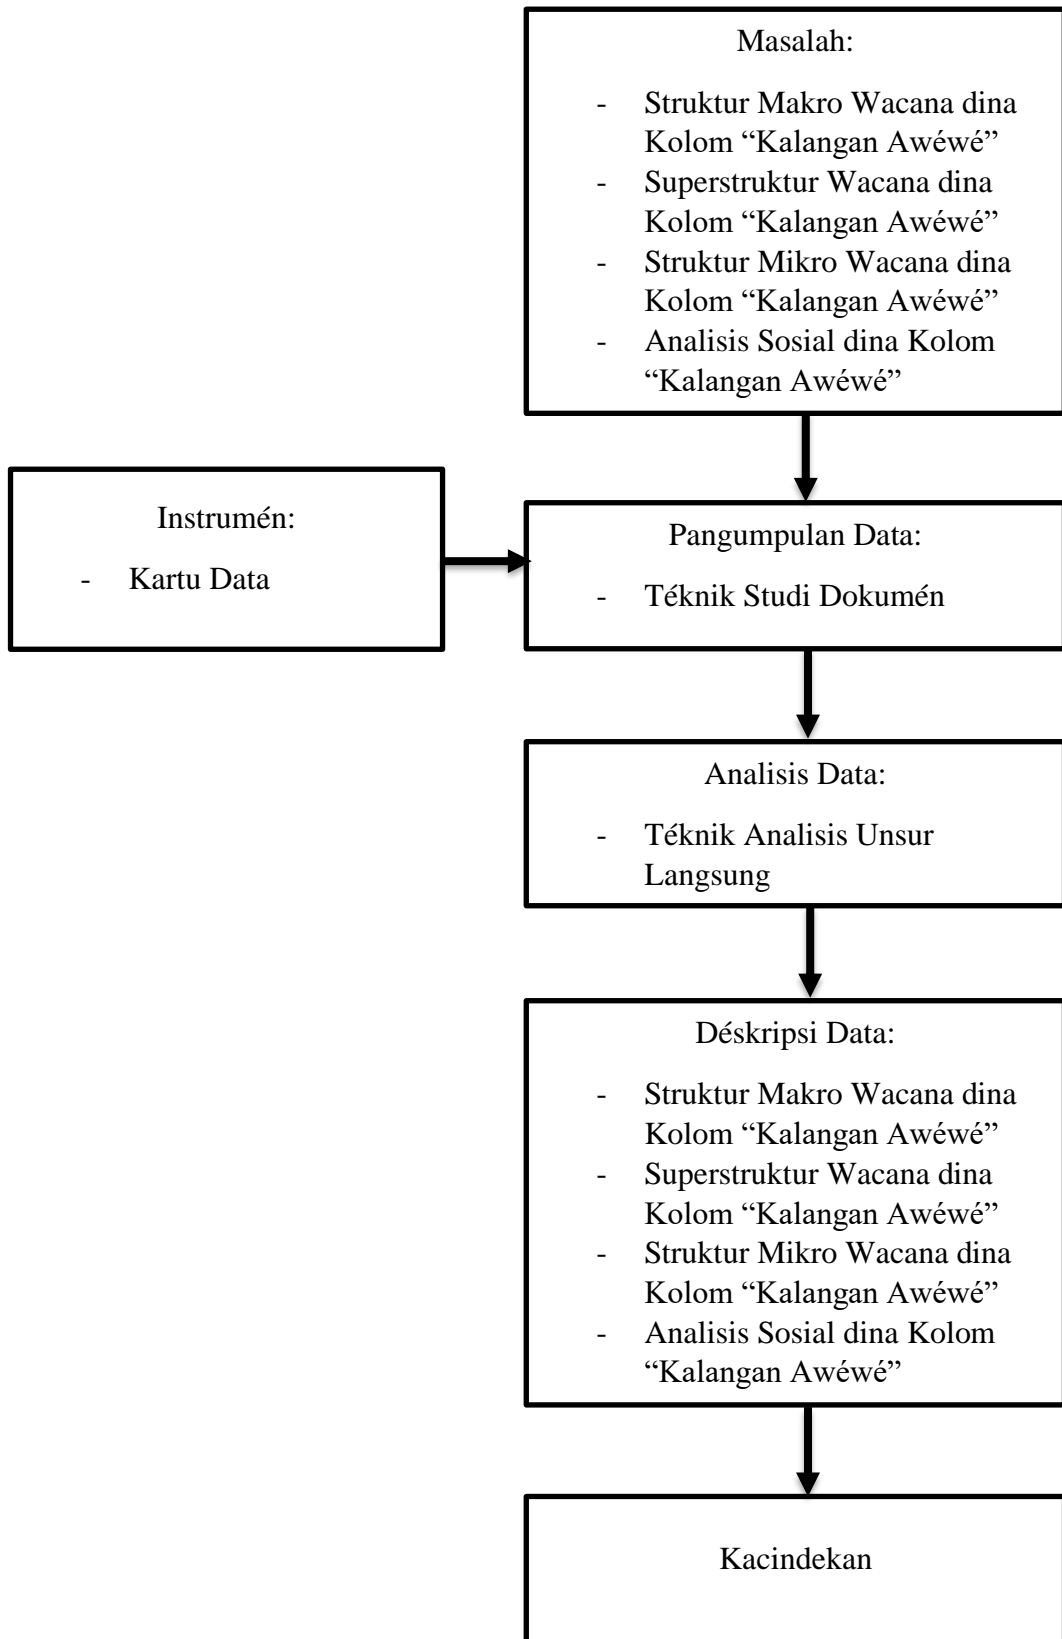 Masalah:
- Struktur Makro Wacana dina
Kolom “Kalangan Awéwé”
- Superstruktur Wacana dina
Kolom “Kalangan Awéwé”
- Struktur Mikro Wacana dina
Kolom “Kalangan Awéwé”
- Analisis Sosial dina Kolom
“Kalangan Awéwé”
Instrumén:
- Kartu Data
Pangumpulan Data:
- Téknik Studi Dokumén
Analisis Data:
- Téknik Analisis Unsur
Langsung
Déskripsi Data:
- Struktur Makro Wacana dina
Kolom “Kalangan Awéwé”
- Superstruktur Wacana dina
Kolom “Kalangan Awéwé”
- Struktur Mikro Wacana dina
Kolom “Kalangan Awéwé”
- Analisis Sosial dina Kolom
“Kalangan Awéwé”
Kacindekan